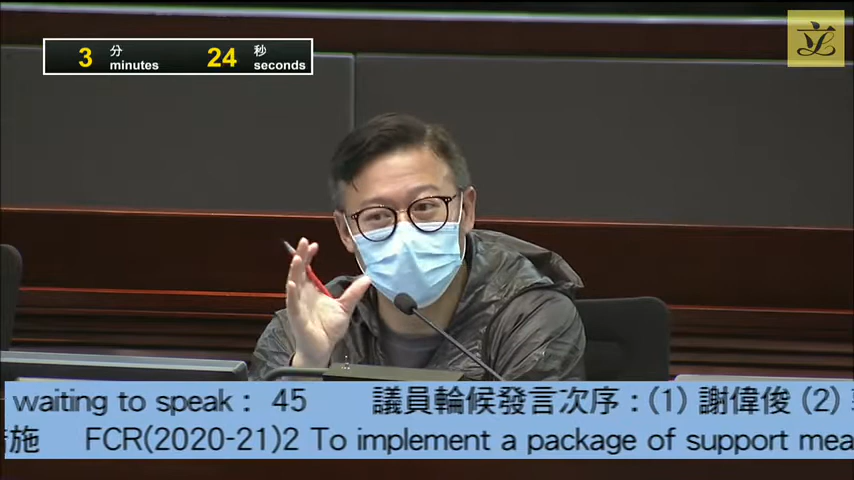 3 分 minutes 24 秒 seconds
waiting to speak : 45 議員輪候發言次序 : (1) 謝偉俊 (2)
施 FCR(2020-21)2 To implement a package of support mea